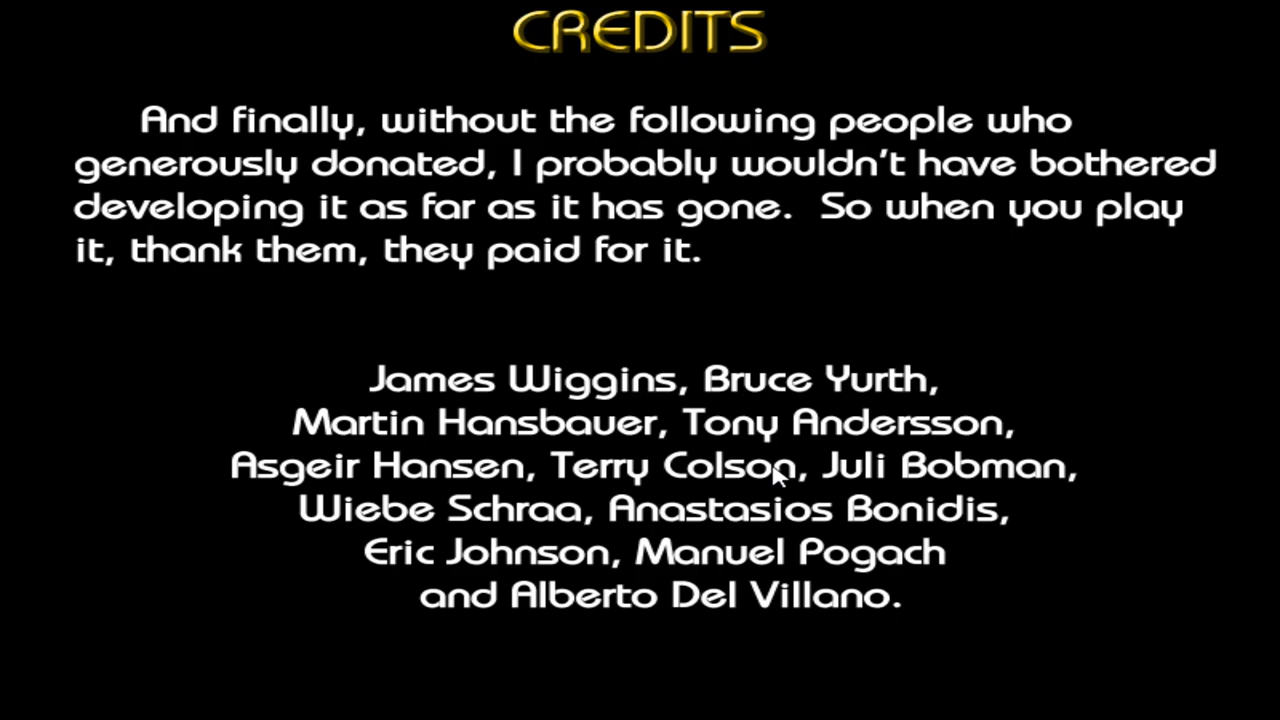 CREDITS
And finally, without the following people who
generously donated, I probably wouldn't have bothered
developing it as far as it has gone.  So when you play
it, thank them, they paid for it.
James Wiggins, Bruce Yurth,
Martin Hansbauer, Tony Andersson,
Asgeir Hansen, Terry Colson, Juli Bobman,
Wiebe Schraa, Anastasios Bonidis,
Eric Johnson, Manuel Pogach
and Alberto Del Villano.